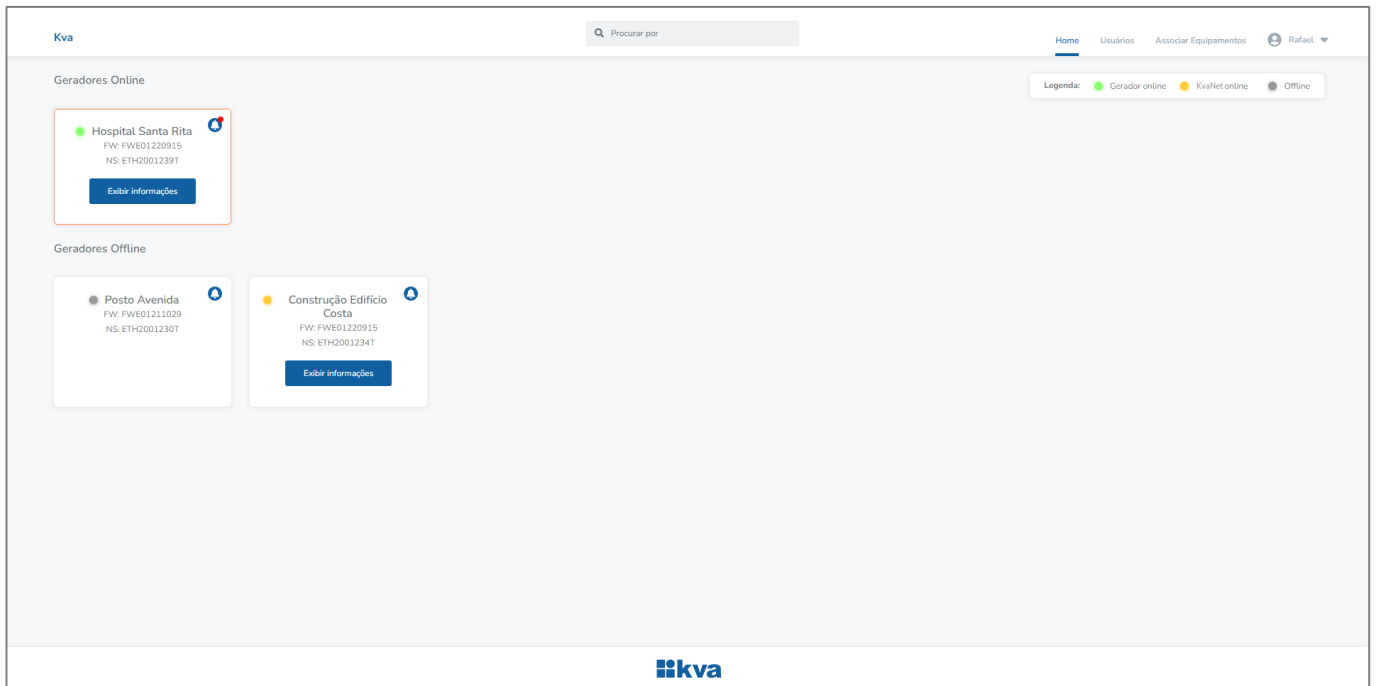 Kva
Procurar por
Home Usuários Associar Equipamentos Rafael
Geradores Online
Legenda: Gerador online KvaNet online Offline
Hospital Santa Rita
FW: FWE01220915
NS: ETH2001239T
Exibir informações
Geradores Offline
Posto Avenida
FW: FWE01211029
NS: ETH2001230T
Construção Edifício
Costa
FW: FWE01220915
NS: ETH2001234T
Exibir informações
kva